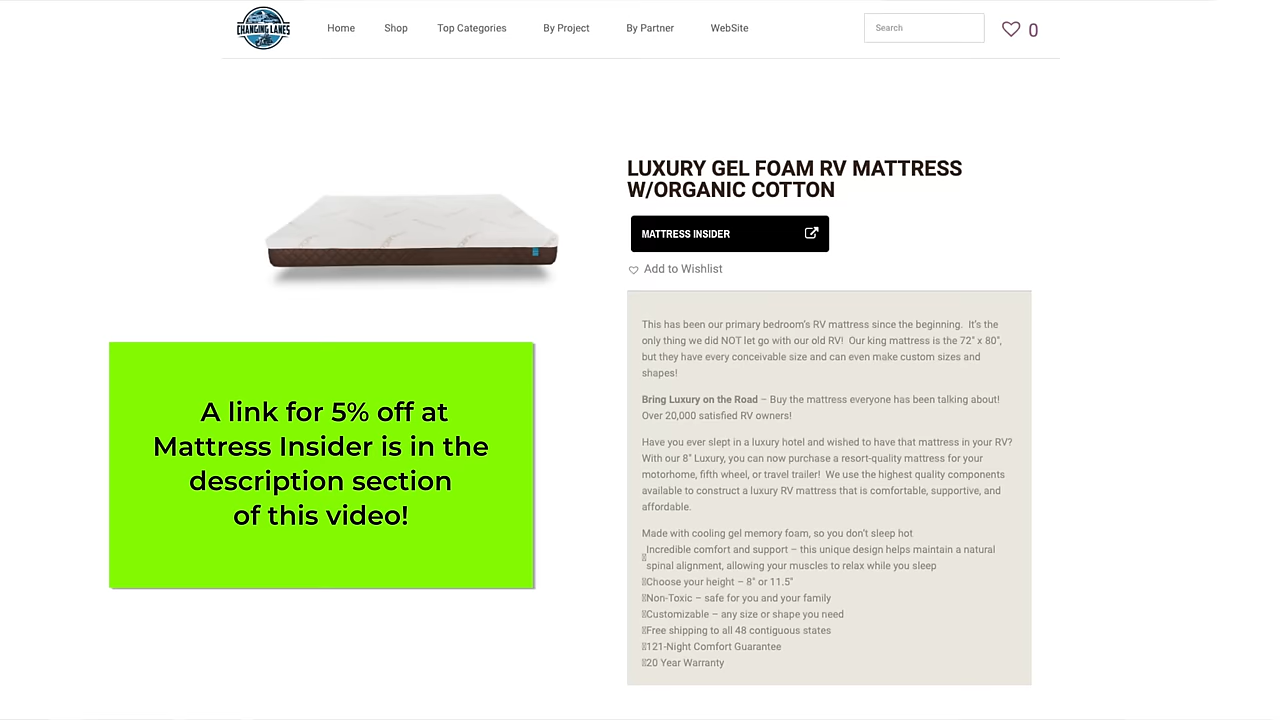 CHANGING LANES
Home
Shop
Top Categories
By Project
By Partner
WebSite
Search
0
LUXURY GEL FOAM RV MATTRESS
W/ORGANIC COTTON
MATTRESS INSIDER
Add to Wishlist
This has been our primary bedroom's RV mattress since the beginning.  It's the
only thing we did NOT let go with our old RV!  Our king mattress is the 72" x 80",
but they have every conceivable size and can even make custom sizes and
shapes!
Bring Luxury on the Road – Buy the mattress everyone has been talking about!
Over 20,000 satisfied RV owners!
Have you ever slept in a luxury hotel and wished to have that mattress in your RV?
With our 8" Luxury, you can now purchase a resort-quality mattress for your
motorhome, fifth wheel, or travel trailer!  We use the highest quality components
available to construct a luxury RV mattress that is comfortable, supportive, and
affordable.
Made with cooling gel memory foam, so you don't sleep hot
Incredible comfort and support – this unique design helps maintain a natural
spinal alignment, allowing your muscles to relax while you sleep
Choose your height – 8" or 11.5"
Non-Toxic – safe for you and your family
Customizable – any size or shape you need
Free shipping to all 48 contiguous states
121-Night Comfort Guarantee
20 Year Warranty
A link for 5% off at
Mattress Insider is in the
description section
of this video!